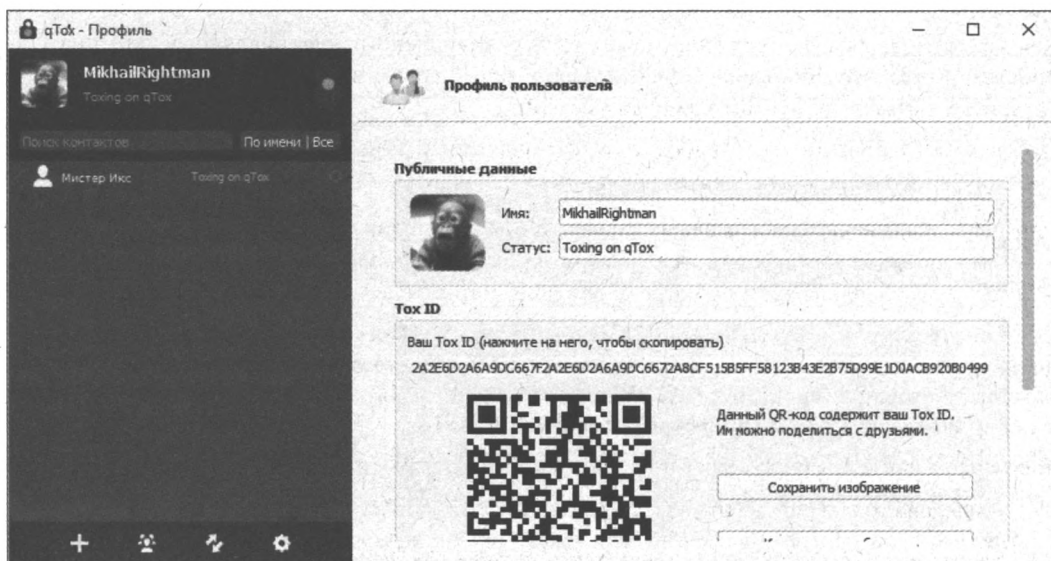 qTox - Профиль
MikhailRightman
Toxing on qTox
Поиск контактов
По имени | Все
Мистер Икс
Toxing on qTox
Профиль пользователя
Публичные данные
Имя:
MikhailRightman
Статус:
Toxing on qTox
Tox ID
Ваш Tox ID (нажмите на него, чтобы скопировать)
2A2E6D2A6A9DC667F2A2E6D2A6A9DC6672A8CF515B5FF58123B43E2B75D99E1D0ACB920B0499
Данный QR-код содержит ваш Tox ID.
Им можно поделиться с друзьями.
Сохранить изображение